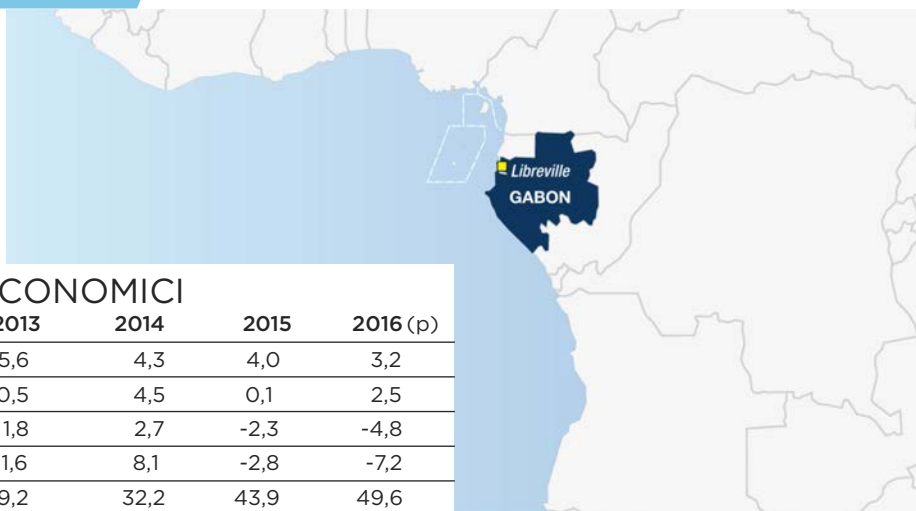 Libreville
GABON
CONOMICI
2013 2014 2015 2016 (p)
5,6 4,3 4,0 3,2
0,5 4,5 0,1 2,5
1,8 2,7 -2,3 -4,8
1,6 8,1 -2,8 -7,2
9,2 32,2 43,9 49,6